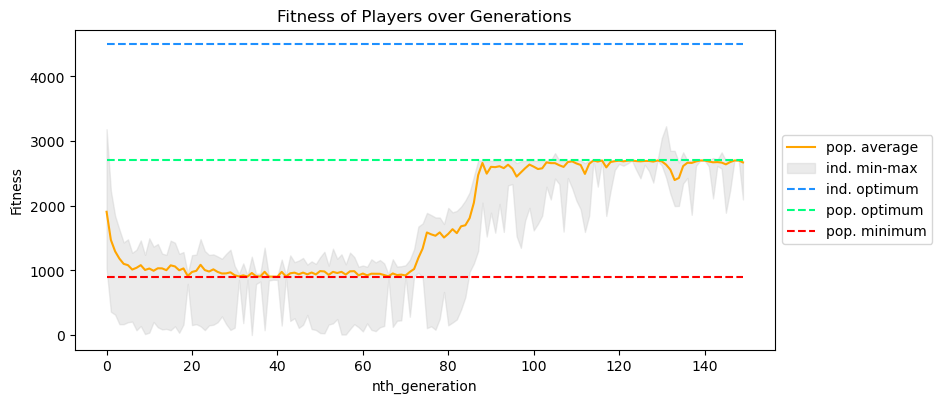 Fitness of Players over Generations
Fitness
4000
3000
2000
1000
0
0 20 40 60 80 100 120 140
nth_generation
pop. average
ind. min-max
ind. optimum
pop. optimum
pop. minimum